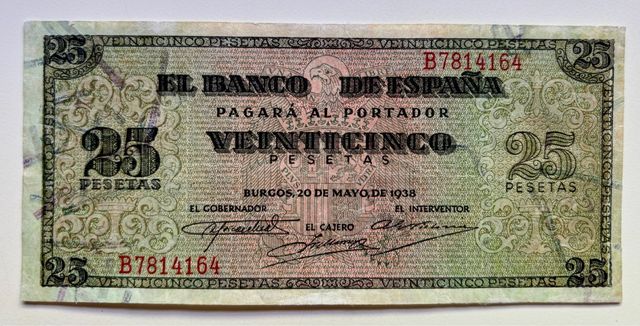 25 VEINTICINCO PESETAS VEINTICINCO PESETAS 25
B7814164
EL BANCO DE ESPAÑA
PAGARÁ AL PORTADOR
25 VEINTICINCO 25
PESETAS PESETAS PESETAS
BURGOS, 20 DE MAYO, DE 1938
EL GOBERNADOR EL CAJERO EL INTERVENTOR
B7814164
25 VEINTICINCO PESETAS VEINTICINCO PESETAS 25